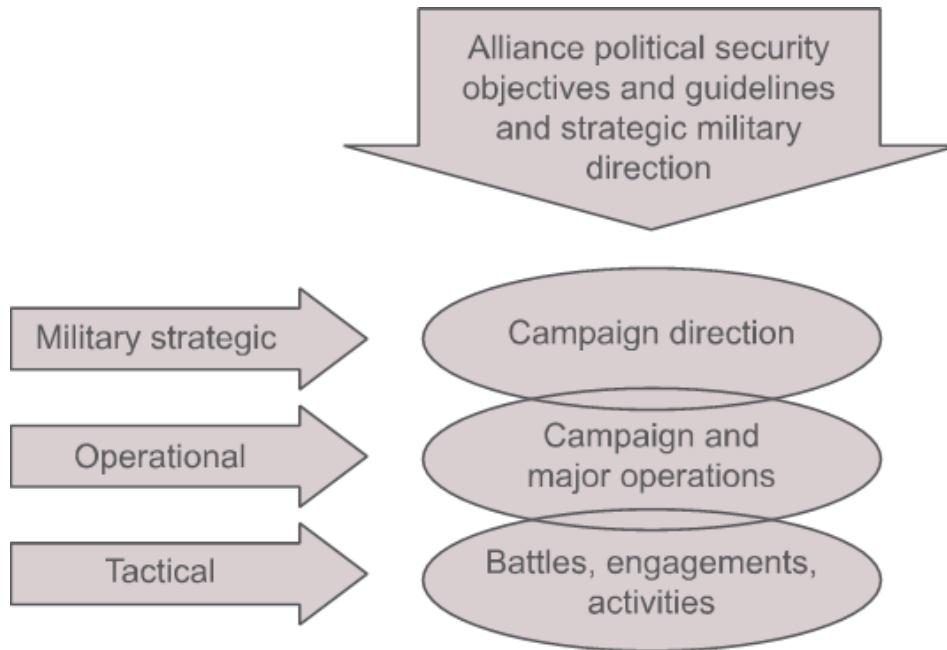 Alliance political security
objectives and guidelines
and strategic military
direction
Military strategic
Campaign direction
Operational
Campaign and
major operations
Tactical
Battles, engagements,
activities